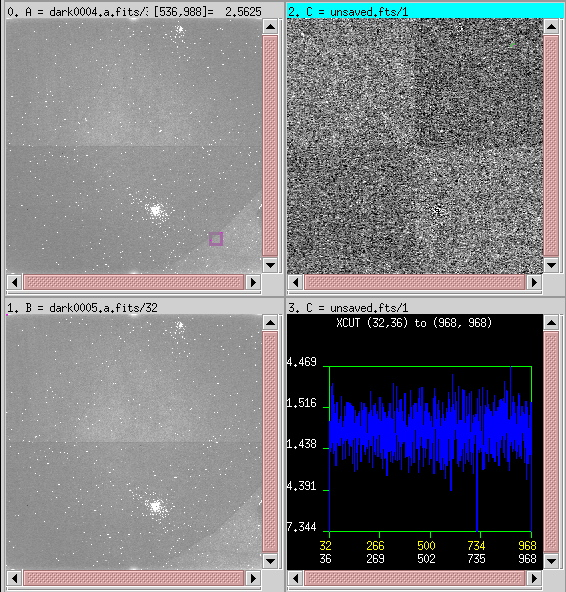 0. A = dark0004.a.fits/3 [536,988]= 2.5625
2. C = unsaved.fts/1
1. B = dark0005.a.fits/32
3. C = unsaved.fts/1
XCUT (32,36) to (968, 968)
4.469
1.516
1.438
4.391
7.344
32 266 500 734 968
36 269 502 735 968